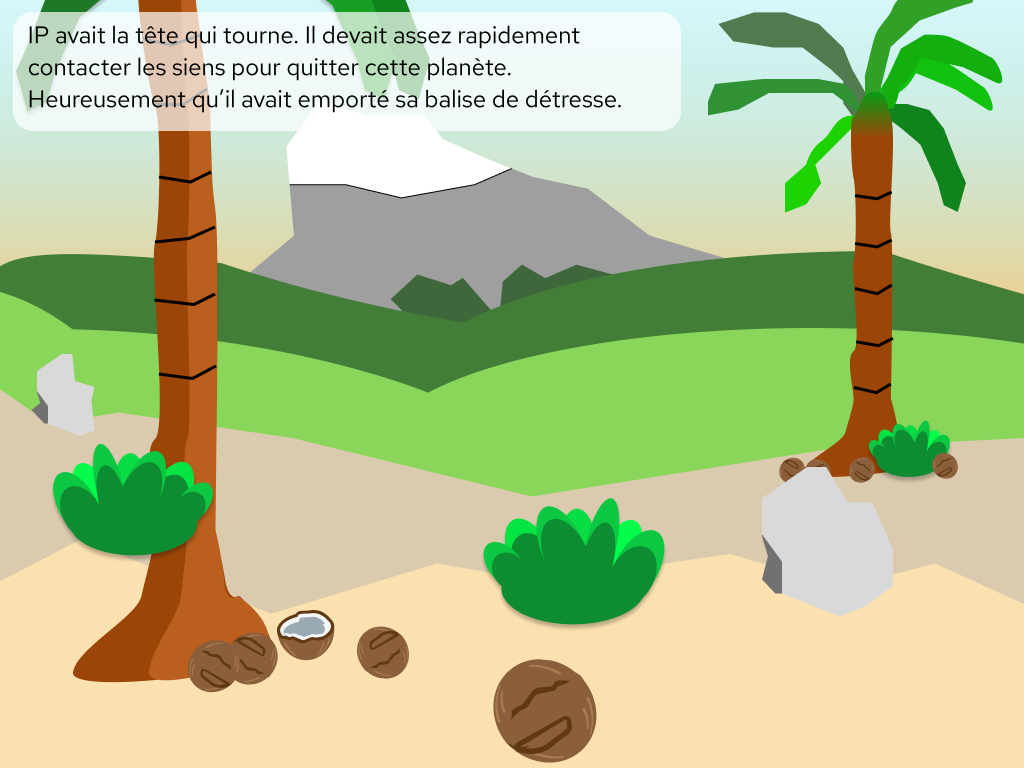 IP avait la tête qui tourne. Il devait assez rapidement
contacter les siens pour quitter cette planète.
Heureusement qu’il avait emporté sa balise de détresse.